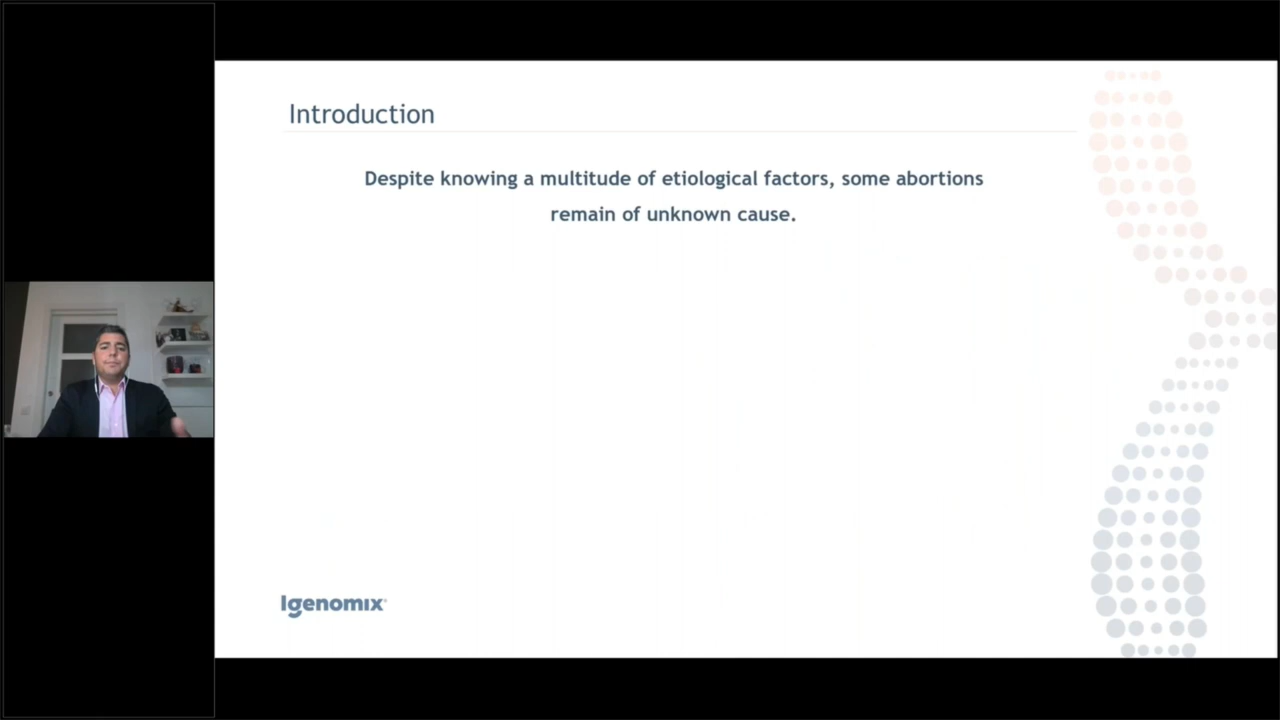 Introduction
Despite knowing a multitude of etiological factors, some abortions
remain of unknown cause.
Igenomix